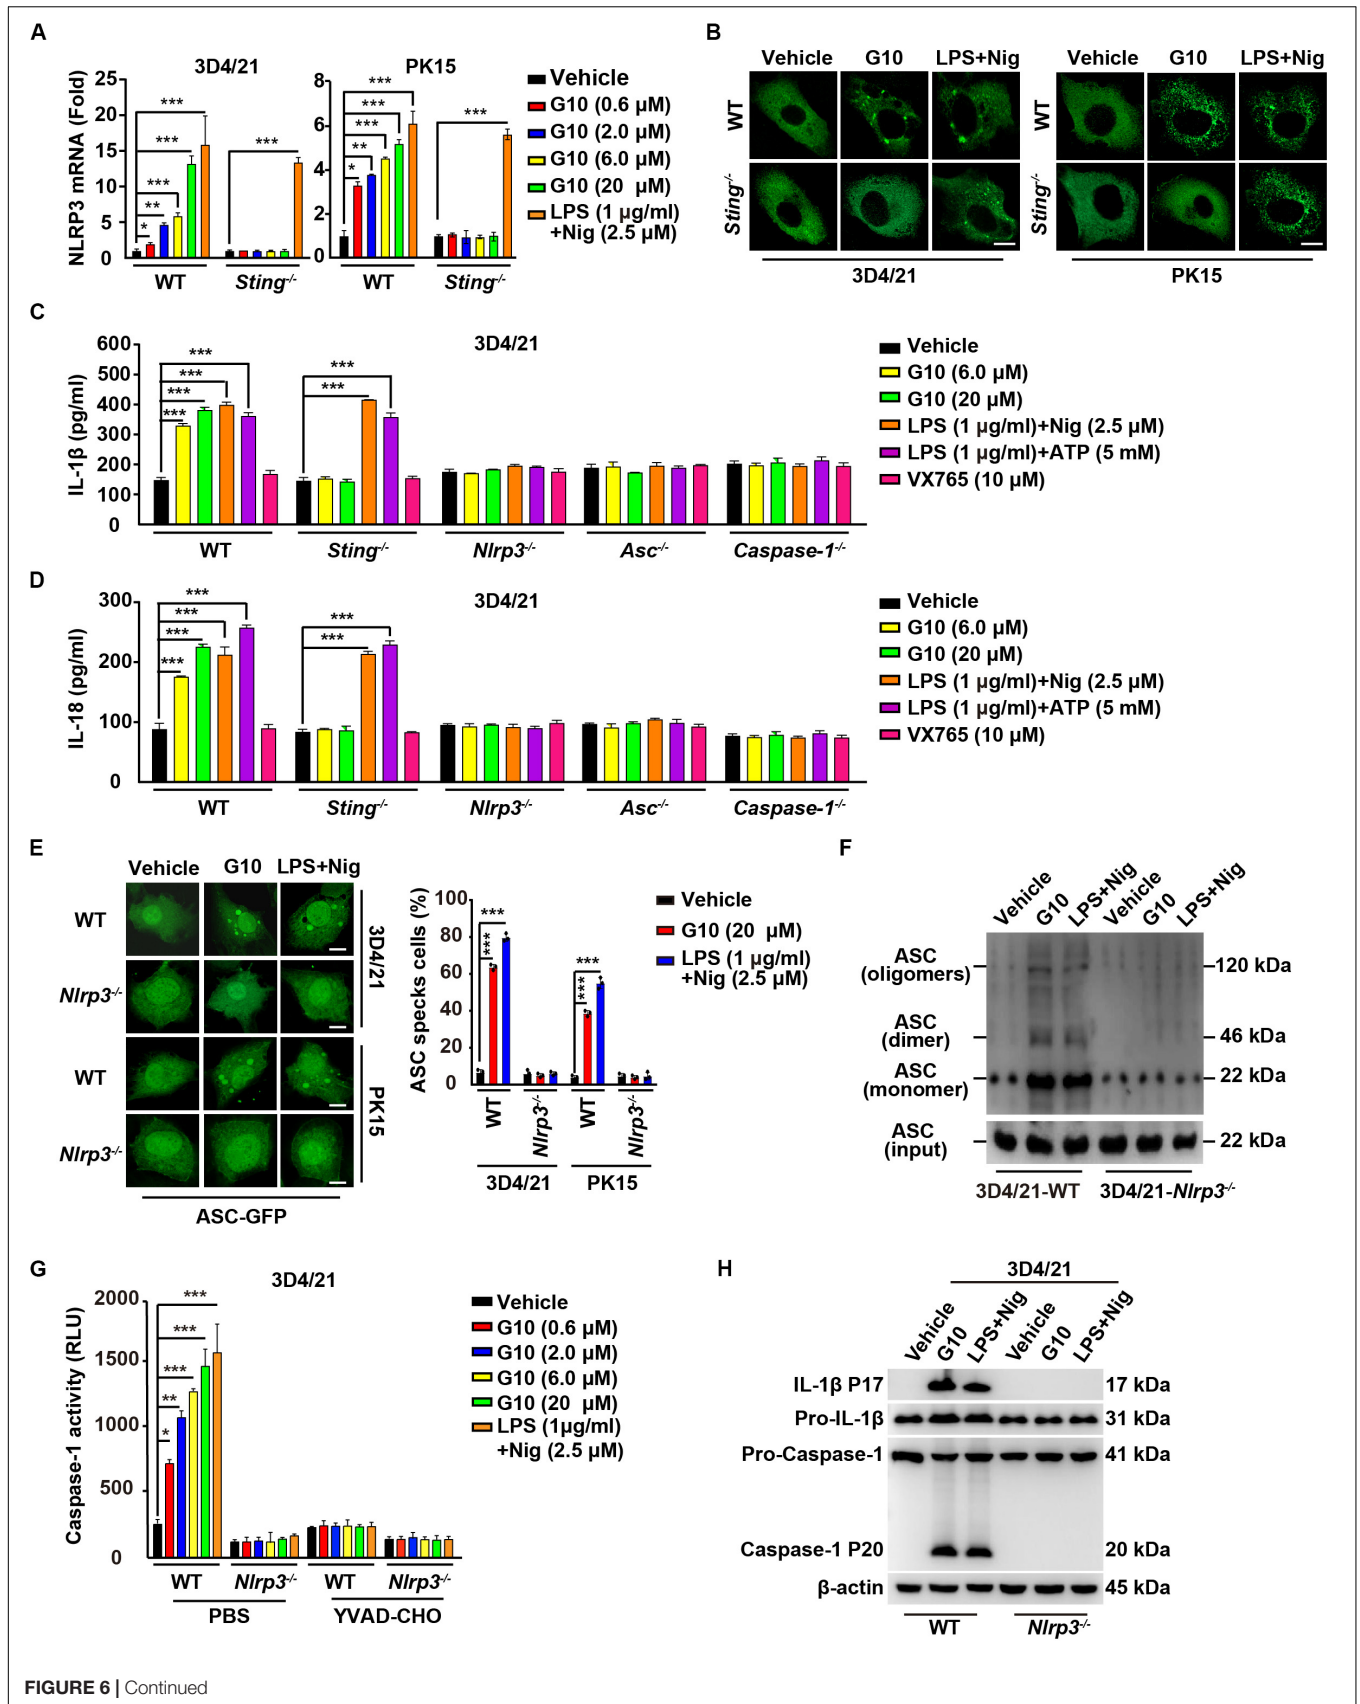 A
3D4/21
PK15
NLRP3 mRNA (Fold)
25
20
15
10
5
0
8
6
4
2
0
***
***
***
**
*
***
***
***
***
**
*
***
WT
Sting-/-
WT
Sting-/-
Vehicle
G10 (0.6 µM)
G10 (2.0 µM)
G10 (6.0 µM)
G10 (20 µM)
LPS (1 µg/ml)
+Nig (2.5 µM)
B
Vehicle G10 LPS+Nig
Vehicle G10 LPS+Nig
WT
Sting-/-
WT
Sting-/-
3D4/21
PK15
C
3D4/21
IL-1β (pg/ml)
600
500
400
300
200
100
0
***
***
***
***
***
***
WT
Sting-/-
Nlrp3-/-
Asc-/-
Caspase-1-/-
Vehicle
G10 (6.0 µM)
G10 (20 µM)
LPS (1 µg/ml)+Nig (2.5 µM)
LPS (1 µg/ml)+ATP (5 mM)
VX765 (10 µM)
D
3D4/21
IL-18 (pg/ml)
300
200
100
0
***
***
***
***
***
***
WT
Sting-/-
Nlrp3-/-
Asc-/-
Caspase-1-/-
Vehicle
G10 (6.0 µM)
G10 (20 µM)
LPS (1 µg/ml)+Nig (2.5 µM)
LPS (1 µg/ml)+ATP (5 mM)
VX765 (10 µM)
E
Vehicle G10 LPS+Nig
WT
Nlrp3-/-
WT
Nlrp3-/-
3D4/21
PK15
ASC-GFP
ASC specks cells (%)
100
80
60
40
20
0
***
***
***
***
WT
Nlrp3-/-
WT
Nlrp3-/-
3D4/21
PK15
Vehicle
G10 (20 µM)
LPS (1 µg/ml)
+Nig (2.5 µM)
F
Vehicle
G10
LPS+Nig
Vehicle
G10
LPS+Nig
ASC
(oligomers)
120 kDa
ASC
(dimer)
46 kDa
ASC
(monomer)
22 kDa
ASC
(input)
22 kDa
3D4/21-WT
3D4/21-Nlrp3-/-
G
3D4/21
Caspase-1 activity (RLU)
2000
1500
1000
500
0
***
***
***
**
*
WT
Nlrp3-/-
WT
Nlrp3-/-
PBS
YVAD-CHO
Vehicle
G10 (0.6 µM)
G10 (2.0 µM)
G10 (6.0 µM)
G10 (20 µM)
LPS (1µg/ml)
+Nig (2.5 µM)
H
3D4/21
Vehicle
G10
LPS+Nig
Vehicle
G10
LPS+Nig
IL-1β P17
17 kDa
Pro-IL-1β
31 kDa
Pro-Caspase-1
41 kDa
Caspase-1 P20
20 kDa
β-actin
45 kDa
WT
Nlrp3-/-
FIGURE 6 | Continued